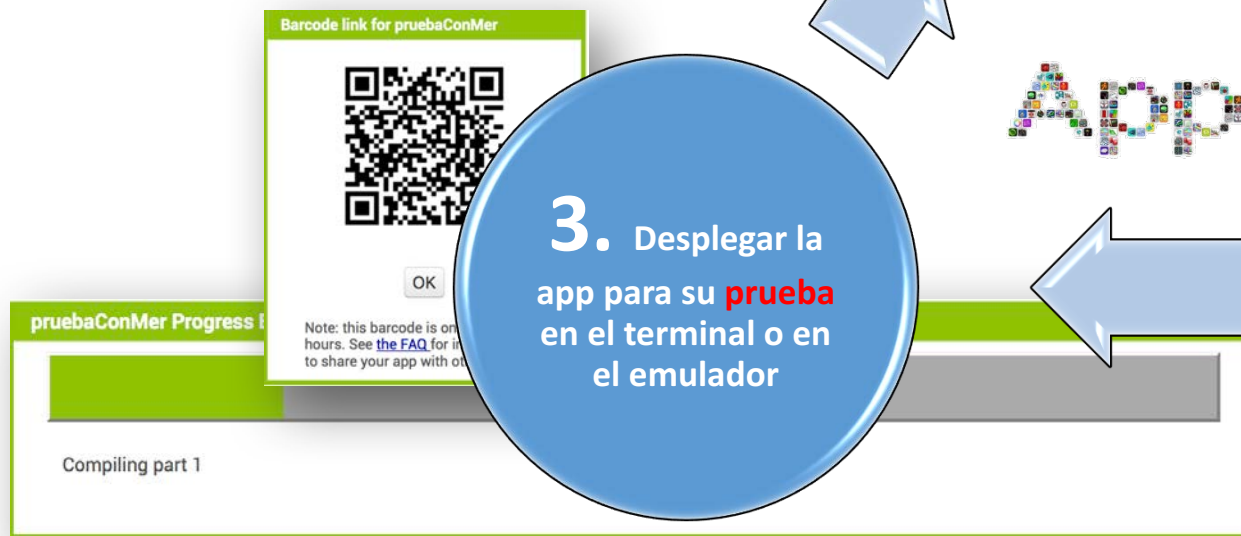 Barcode link for pruebaConMer
App
3. Desplegar la
app para su prueba
en el terminal o en
el emulador
OK
Note: this barcode is on
hours. See the FAQ for
to share your app with
pruebaConMer Progress
Compiling part 1